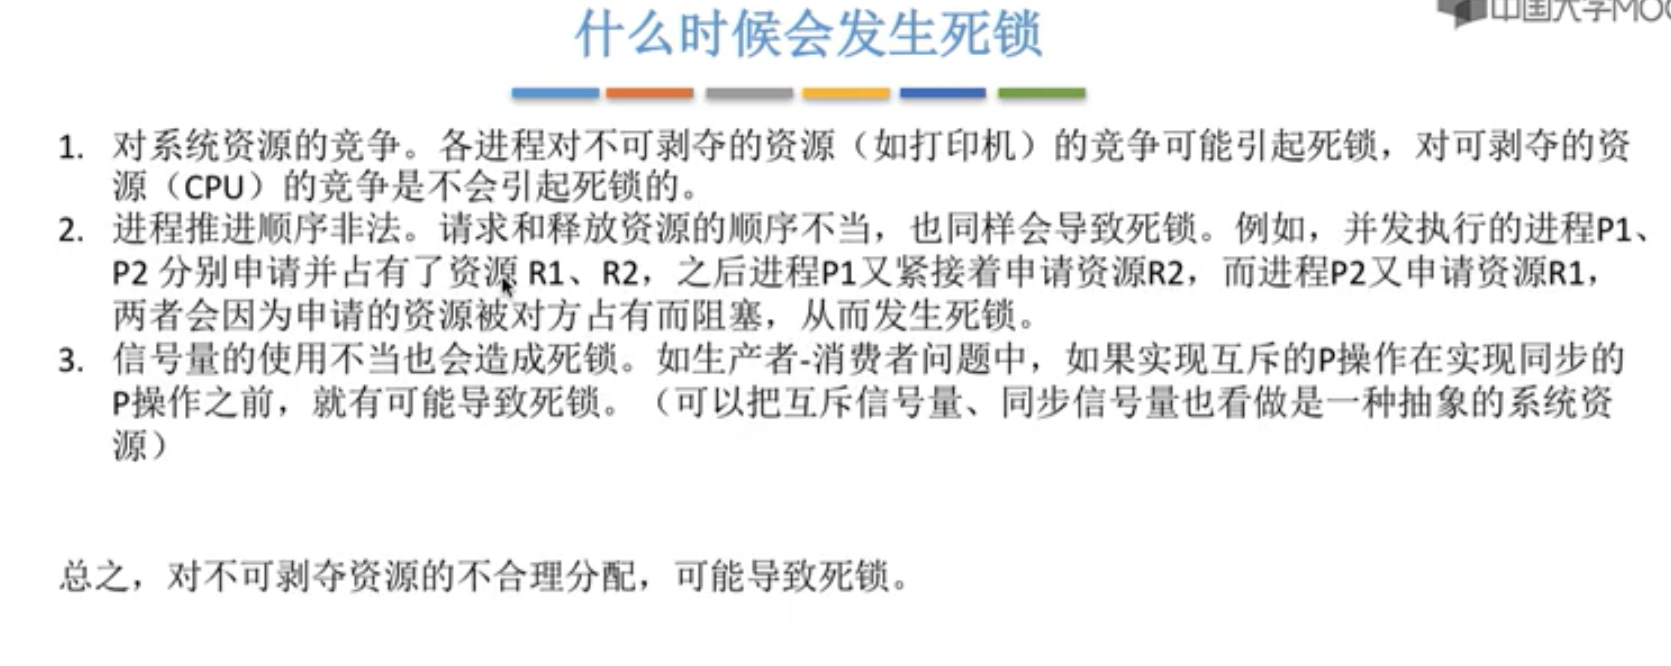 什么时候会发生死锁
中国大学MOO
1. 对系统资源的竞争。各进程对不可剥夺的资源（如打印机）的竞争可能引起死锁，对可剥夺的资
源（CPU）的竞争是不会引起死锁的。
2. 进程推进顺序非法。请求和释放资源的顺序不当，也同样会导致死锁。例如，并发执行的进程P1、
P2 分别申请并占有了资源 R1、R2，之后进程P1又紧接着申请资源R2，而进程P2又申请资源R1，
两者会因为申请的资源被对方占有而阻塞，从而发生死锁。
3. 信号量的使用不当也会造成死锁。如生产者-消费者问题中，如果实现互斥的P操作在实现同步的
P操作之前，就有可能导致死锁。（可以把互斥信号量、同步信号量也看做是一种抽象的系统资
源）
总之，对不可剥夺资源的不合理分配，可能导致死锁。